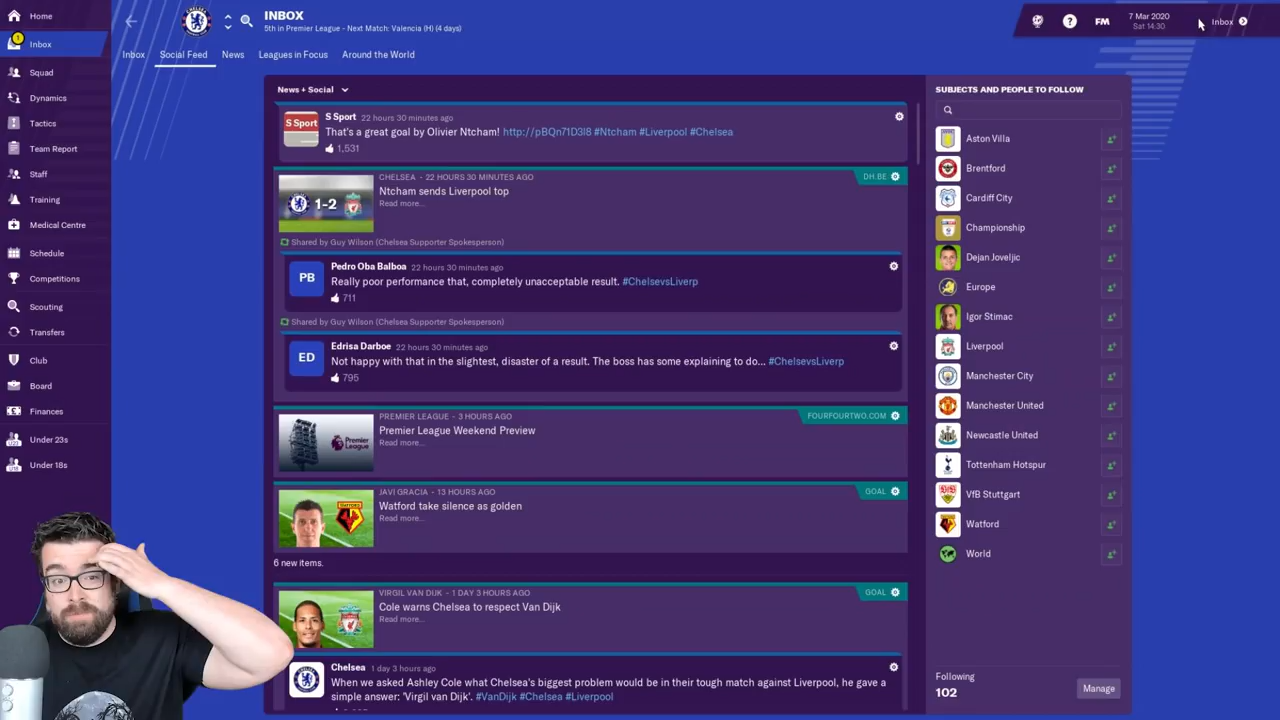 Home
INBOX
5th in Premier League - Next Match: Valencia (H) (4 days)
FM
7 Mar 2020
Sat 14:30
Inbox
1
Inbox
Squad
Dynamics
Tactics
Team Report
Staff
Training
Medical Centre
Schedule
Competitions
Scouting
Transfers
Club
Board
Finances
Under 23s
Under 18s
Inbox
Social Feed
News
Leagues in Focus
Around the World
News + Social
S Sport
S Sport 22 hours 30 minutes ago
That's a great goal by Olivier Ntcham! http://pBQn71D3l8 #Ntcham #Liverpool #Chelsea
1,531
CHELSEA - 22 HOURS 30 MINUTES AGO
DH.BE
Ntcham sends Liverpool top
Read more...
1-2
Shared by Guy Wilson (Chelsea Supporter Spokesperson)
PB
Pedro Oba Balboa 22 hours 30 minutes ago
Really poor performance that, completely unacceptable result. #ChelsevsLiverp
711
Shared by Guy Wilson (Chelsea Supporter Spokesperson)
ED
Edrisa Darboe 22 hours 30 minutes ago
Not happy with that in the slightest, disaster of a result. The boss has some explaining to do... #ChelsevsLiverp
795
PREMIER LEAGUE - 3 HOURS AGO
FOURFOURTWO.COM
Premier League Weekend Preview
Read more...
Premier League
JAVI GRACIA - 13 HOURS AGO
GOAL
Watford take silence as golden
Read more...
6 new items.
VIRGIL VAN DIJK - 1 DAY 3 HOURS AGO
GOAL
Cole warns Chelsea to respect Van Dijk
Read more...
Chelsea 1 day 3 hours ago
When we asked Ashley Cole what Chelsea's biggest problem would be in their tough match against Liverpool, he gave a
simple answer: 'Virgil van Dijk'. #VanDijk #Chelsea #Liverpool
SUBJECTS AND PEOPLE TO FOLLOW
Aston Villa
Brentford
Cardiff City
Championship
Dejan Joveljic
Europe
Igor Stimac
Liverpool
Manchester City
Manchester United
Newcastle United
Tottenham Hotspur
VfB Stuttgart
Watford
World
Following
102
Manage